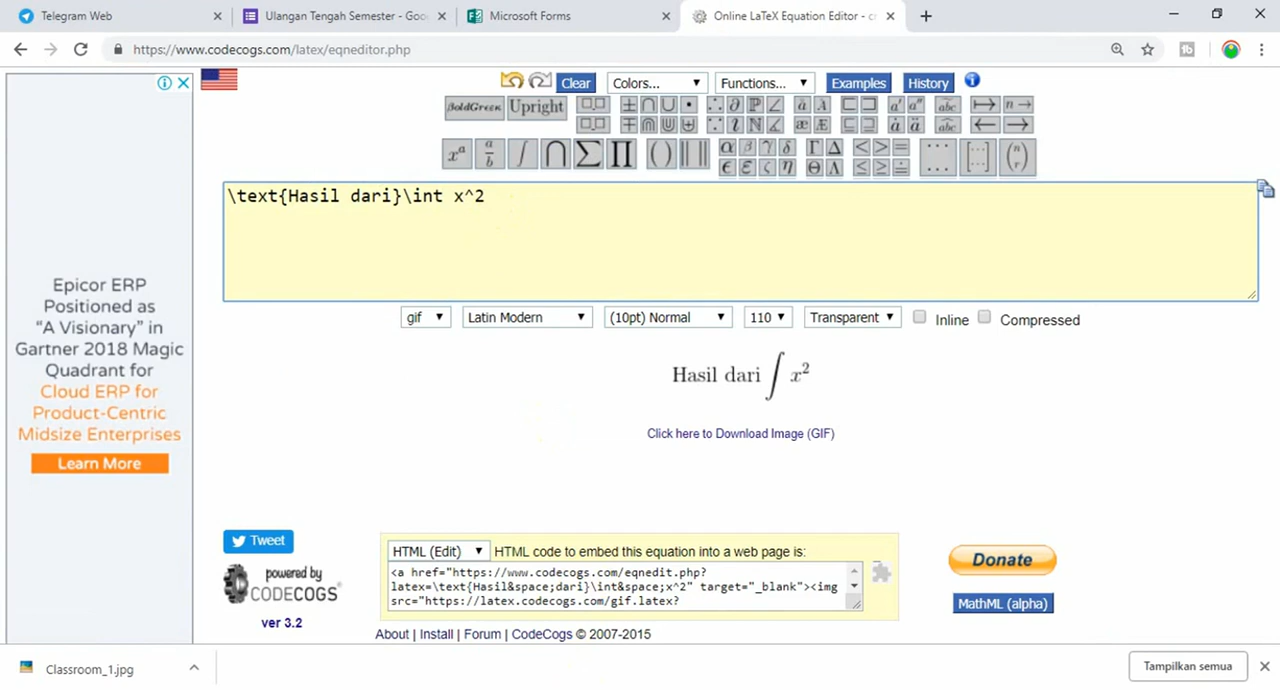 Telegram Web
Ulangan Tengah Semester - Goo
Microsoft Forms
Online LaTeX Equation Editor - cr
https://www.codecogs.com/latex/eqneditor.php
Clear
Colors...
Functions...
Examples
History
BoldGreek
Upright
\text{Hasil dari}\int x^2
gif
Latin Modern
(10pt) Normal
110
Transparent
Inline
Compressed
Hasil dari ∫ x²
Click here to Download Image (GIF)
Epicor ERP
Positioned as
“A Visionary” in
Gartner 2018 Magic
Quadrant for
Cloud ERP for
Product-Centric
Midsize Enterprises
Learn More
Tweet
powered by
CODECOGS
ver 3.2
HTML (Edit)
HTML code to embed this equation into a web page is:
<a href="https://www.codecogs.com/eqnedit.php?
latex=\text{Hasil&space;dari}\int&space;x^2" target="_blank"><img
src="https://latex.codecogs.com/gif.latex?
Donate
MathML (alpha)
About | Install | Forum | CodeCogs © 2007-2015
Classroom_1.jpg
Tampilkan semua